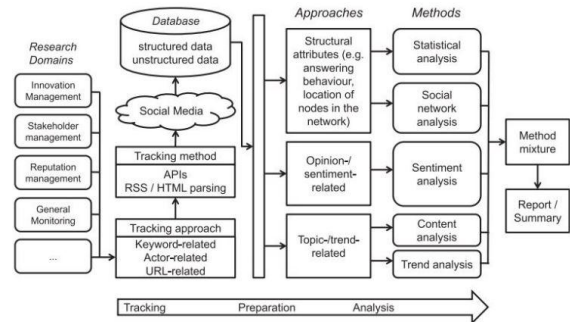 Research
Domains
Innovation
Management
Stakeholder
management
Reputation
management
General
Monitoring
...
Database
structured data
unstructured data
Social Media
Tracking method
APIs
RSS / HTML parsing
Tracking approach
Keyword-related
Actor-related
URL-related
Approaches
Structural
attributes (e.g.
answering
behaviour,
location of
nodes in the
network)
Opinion-/
sentiment-
related
Topic-/trend-
related
Methods
Statistical
analysis
Social
network
analysis
Sentiment
analysis
Content
analysis
Trend analysis
Method
mixture
Report /
Summary
Tracking Preparation Analysis